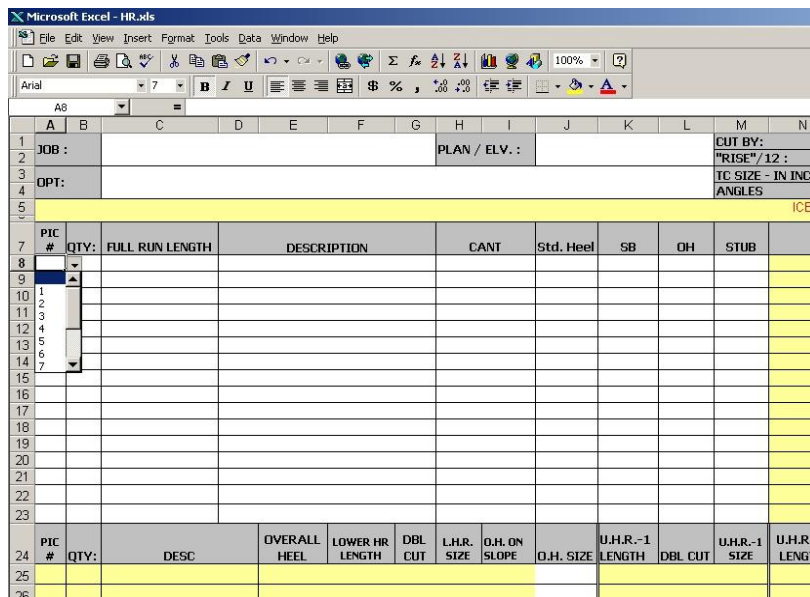 Microsoft Excel - HR.xls
File Edit View Insert Format Tools Data Window Help
100%
Arial 7 B I U $ % ,
A8 =
A B C D E F G H I J K L M N
1 JOB : PLAN / ELV. : CUT BY:
2 "RISE"/12 :
3 OPT: TC SIZE - IN INC
4 ANGLES
5 ICE
7 PIC # QTY: FULL RUN LENGTH DESCRIPTION CANT Std. Heel SB OH STUB
8
9
10 1
11 2
12 3
13 4
14 5
15 6
7
16
17
18
19
20
21
22
23
24 PIC # QTY: DESC OVERALL HEEL LOWER HR LENGTH DBL CUT L.H.R. SIZE O.H. ON SLOPE O.H. SIZE U.H.R.-1 LENGTH DBL CUT U.H.R.-1 SIZE U.H.R LENG
25
26